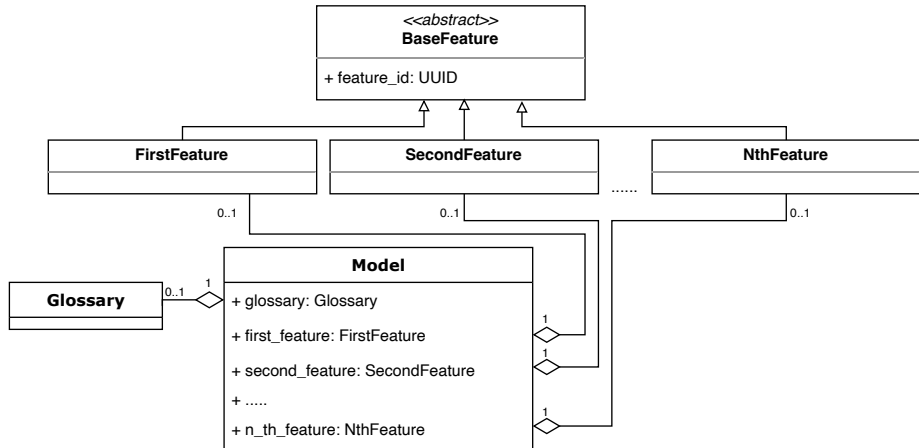 <<abstract>>
BaseFeature
+ feature_id: UUID
FirstFeature
SecondFeature
NthFeature
......
0..1
0..1
0..1
Model
Glossary
0..1
1
+ glossary: Glossary
+ first_feature: FirstFeature
1
+ second_feature: SecondFeature
1
+ .....
+ n_th_feature: NthFeature
1